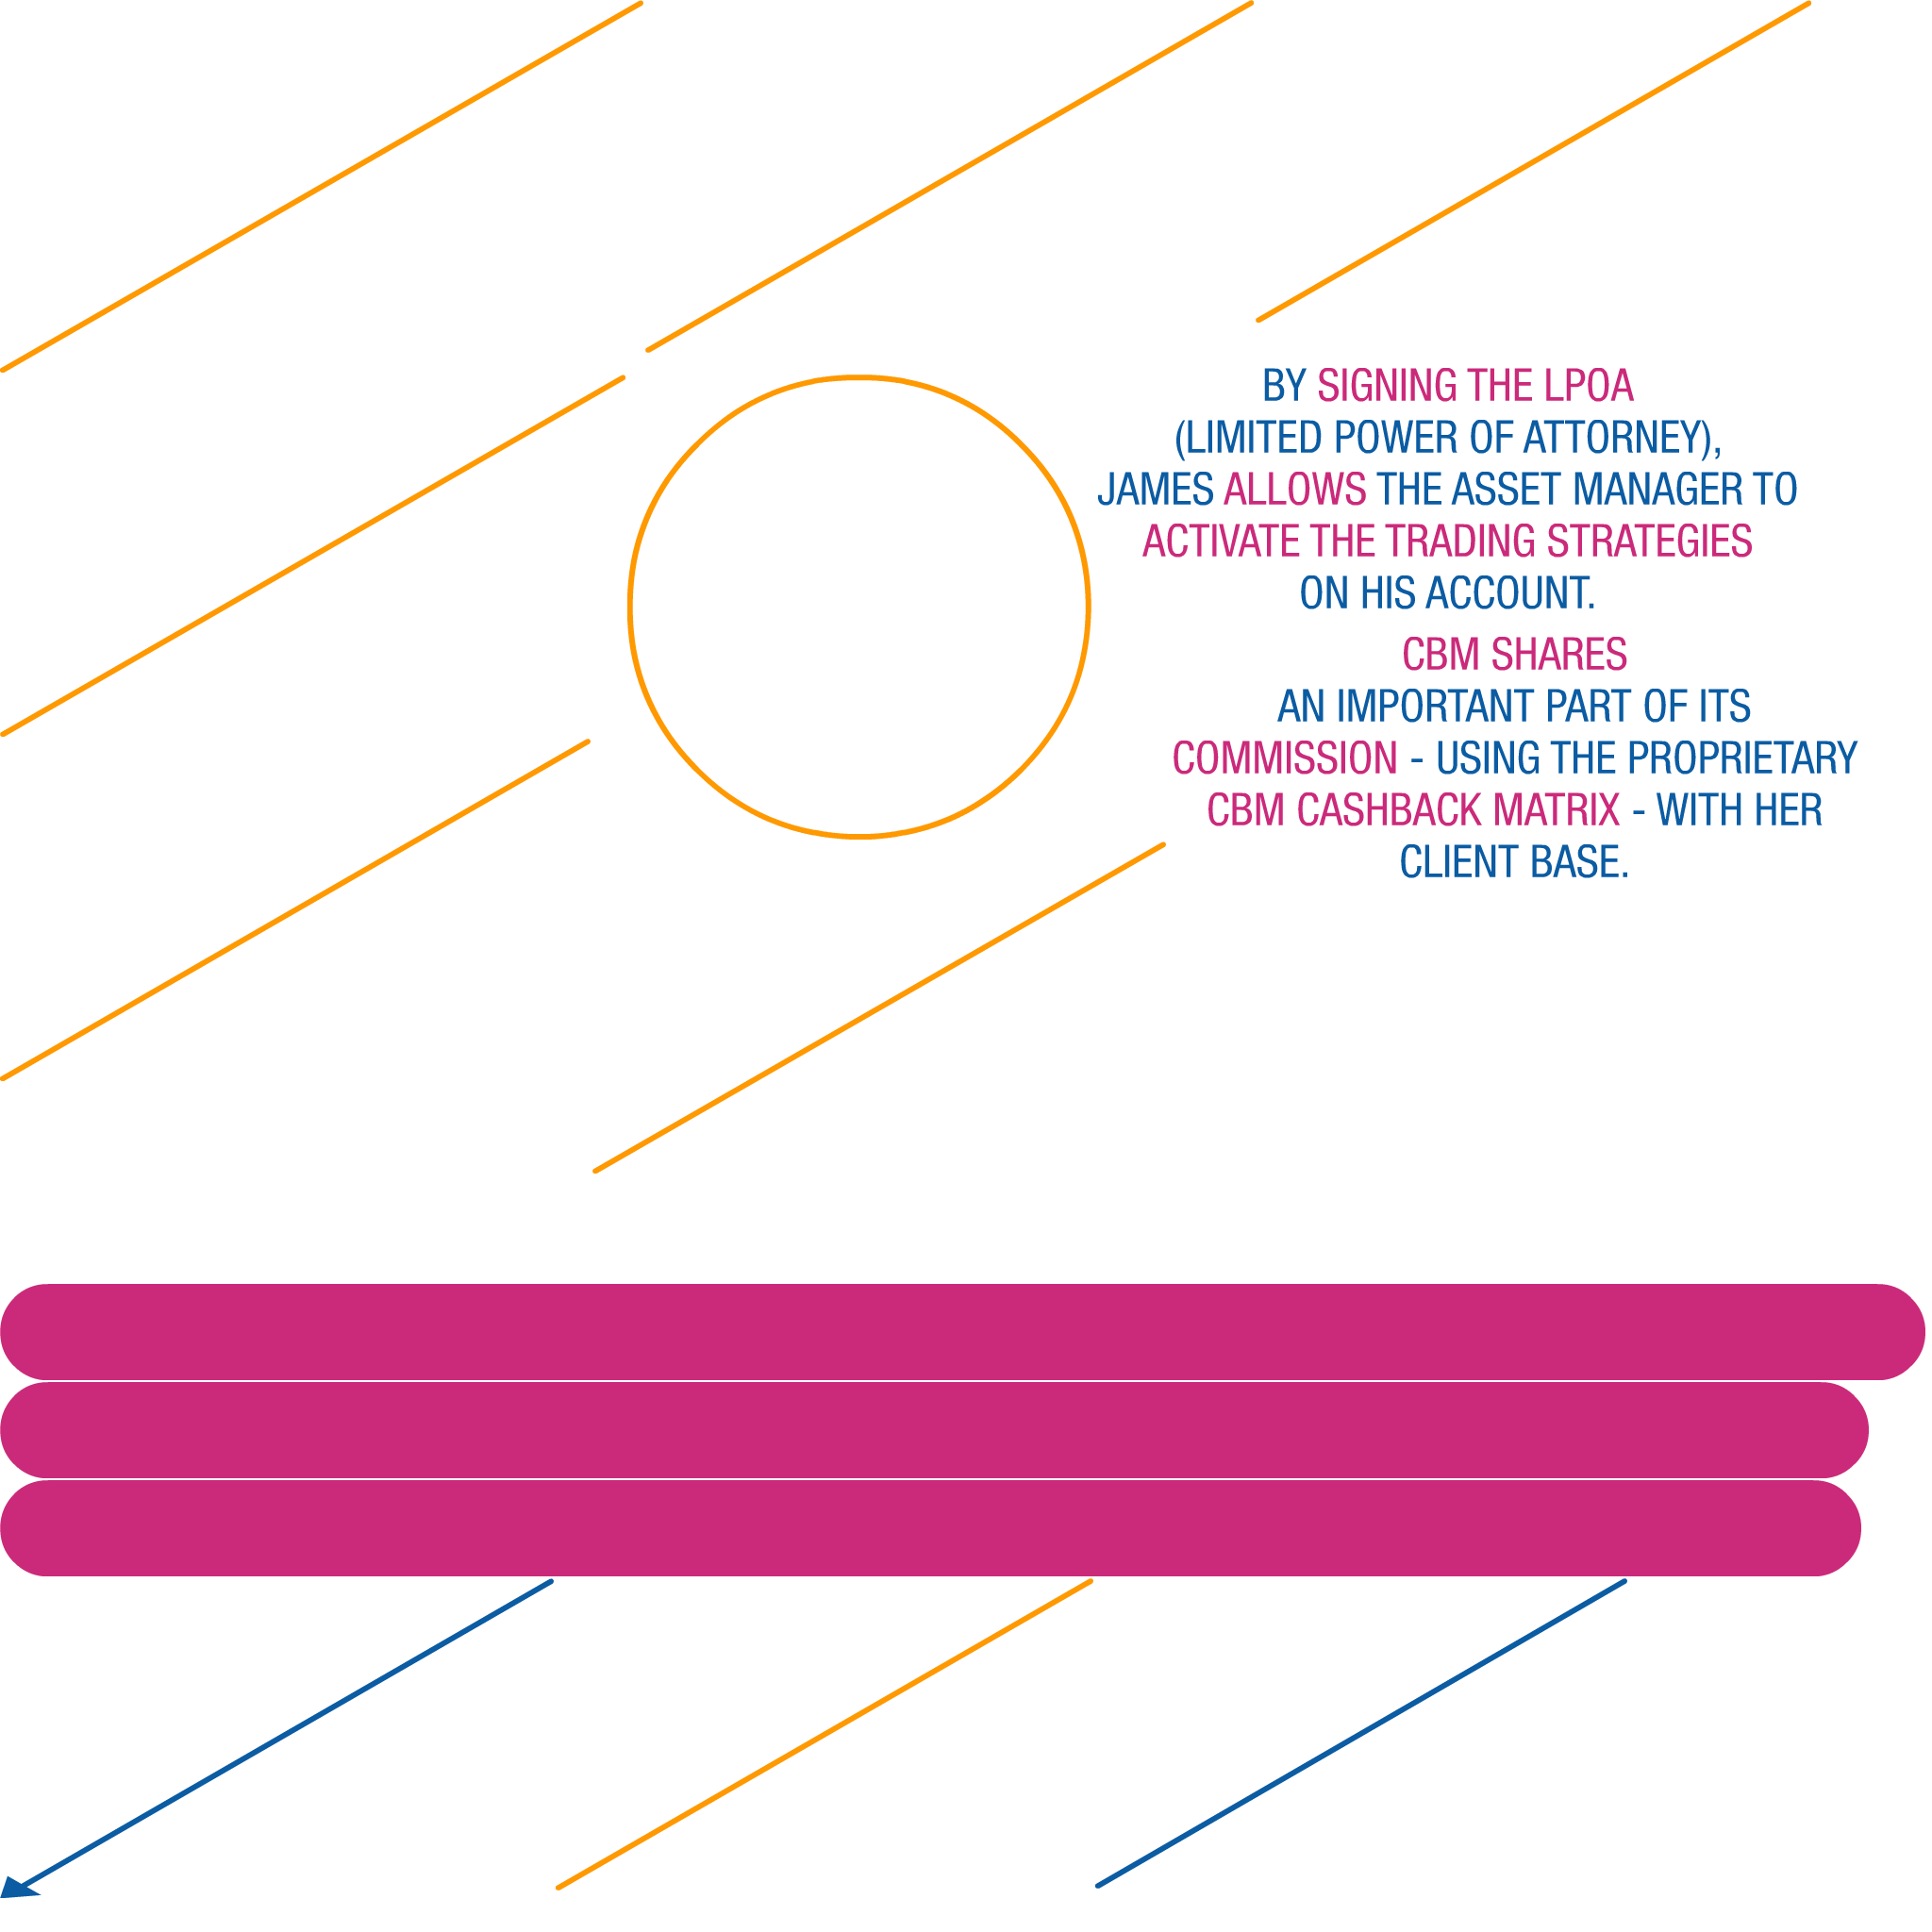 BY SIGNING THE LPOA
(LIMITED POWER OF ATTORNEY),
JAMES ALLOWS THE ASSET MANAGER TO
ACTIVATE THE TRADING STRATEGIES
ON HIS ACCOUNT.
CBM SHARES
AN IMPORTANT PART OF ITS
COMMISSION - USING THE PROPRIETARY
CBM CASHBACK MATRIX - WITH HER
CLIENT BASE.